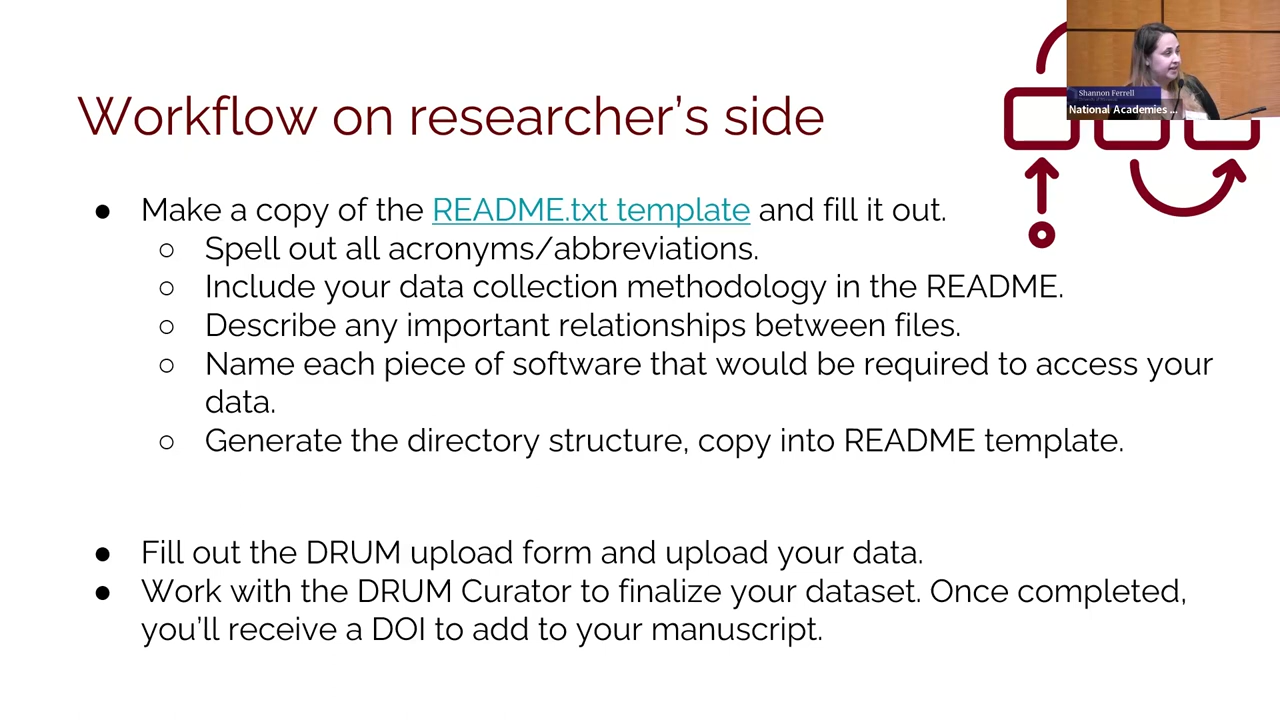 Shannon Ferrell
National Academies ...
Workflow on researcher's side
● Make a copy of the README.txt template and fill it out.
○ Spell out all acronyms/abbreviations.
○ Include your data collection methodology in the README.
○ Describe any important relationships between files.
○ Name each piece of software that would be required to access your
data.
○ Generate the directory structure, copy into README template.
● Fill out the DRUM upload form and upload your data.
● Work with the DRUM Curator to finalize your dataset. Once completed,
you'll receive a DOI to add to your manuscript.